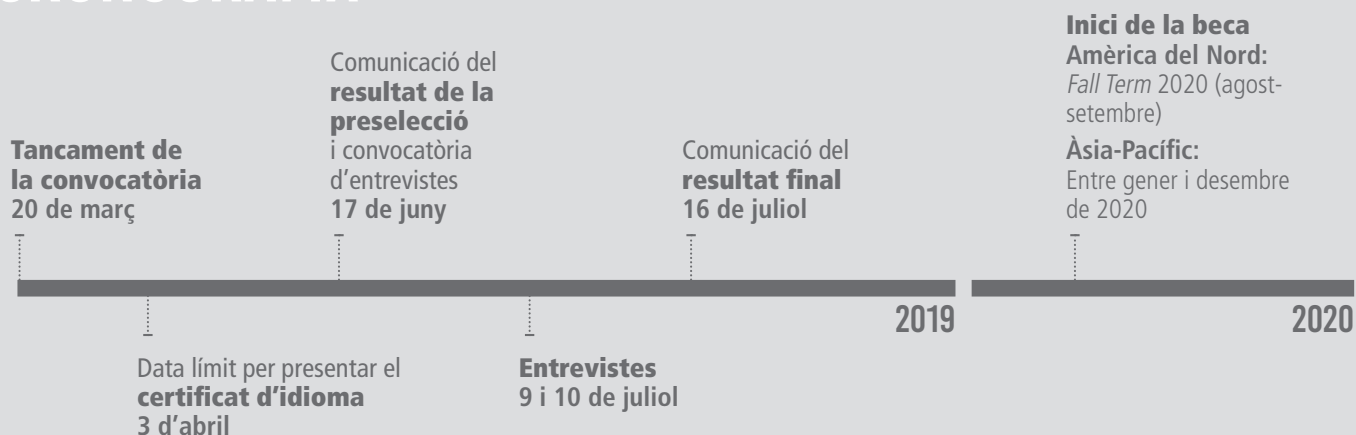 Inici de la beca
Amèrica del Nord:
Fall Term 2020 (agost-
setembre)
Àsia-Pacífic:
Entre gener i desembre
de 2020
Comunicació del
resultat de la
preselecció
i convocatòria
d’entrevistes
17 de juny
Tancament de
la convocatòria
20 de març
Comunicació del
resultat final
16 de juliol
2019
2020
Data límit per presentar el
certificat d’idioma
3 d’abril
Entrevistes
9 i 10 de juliol